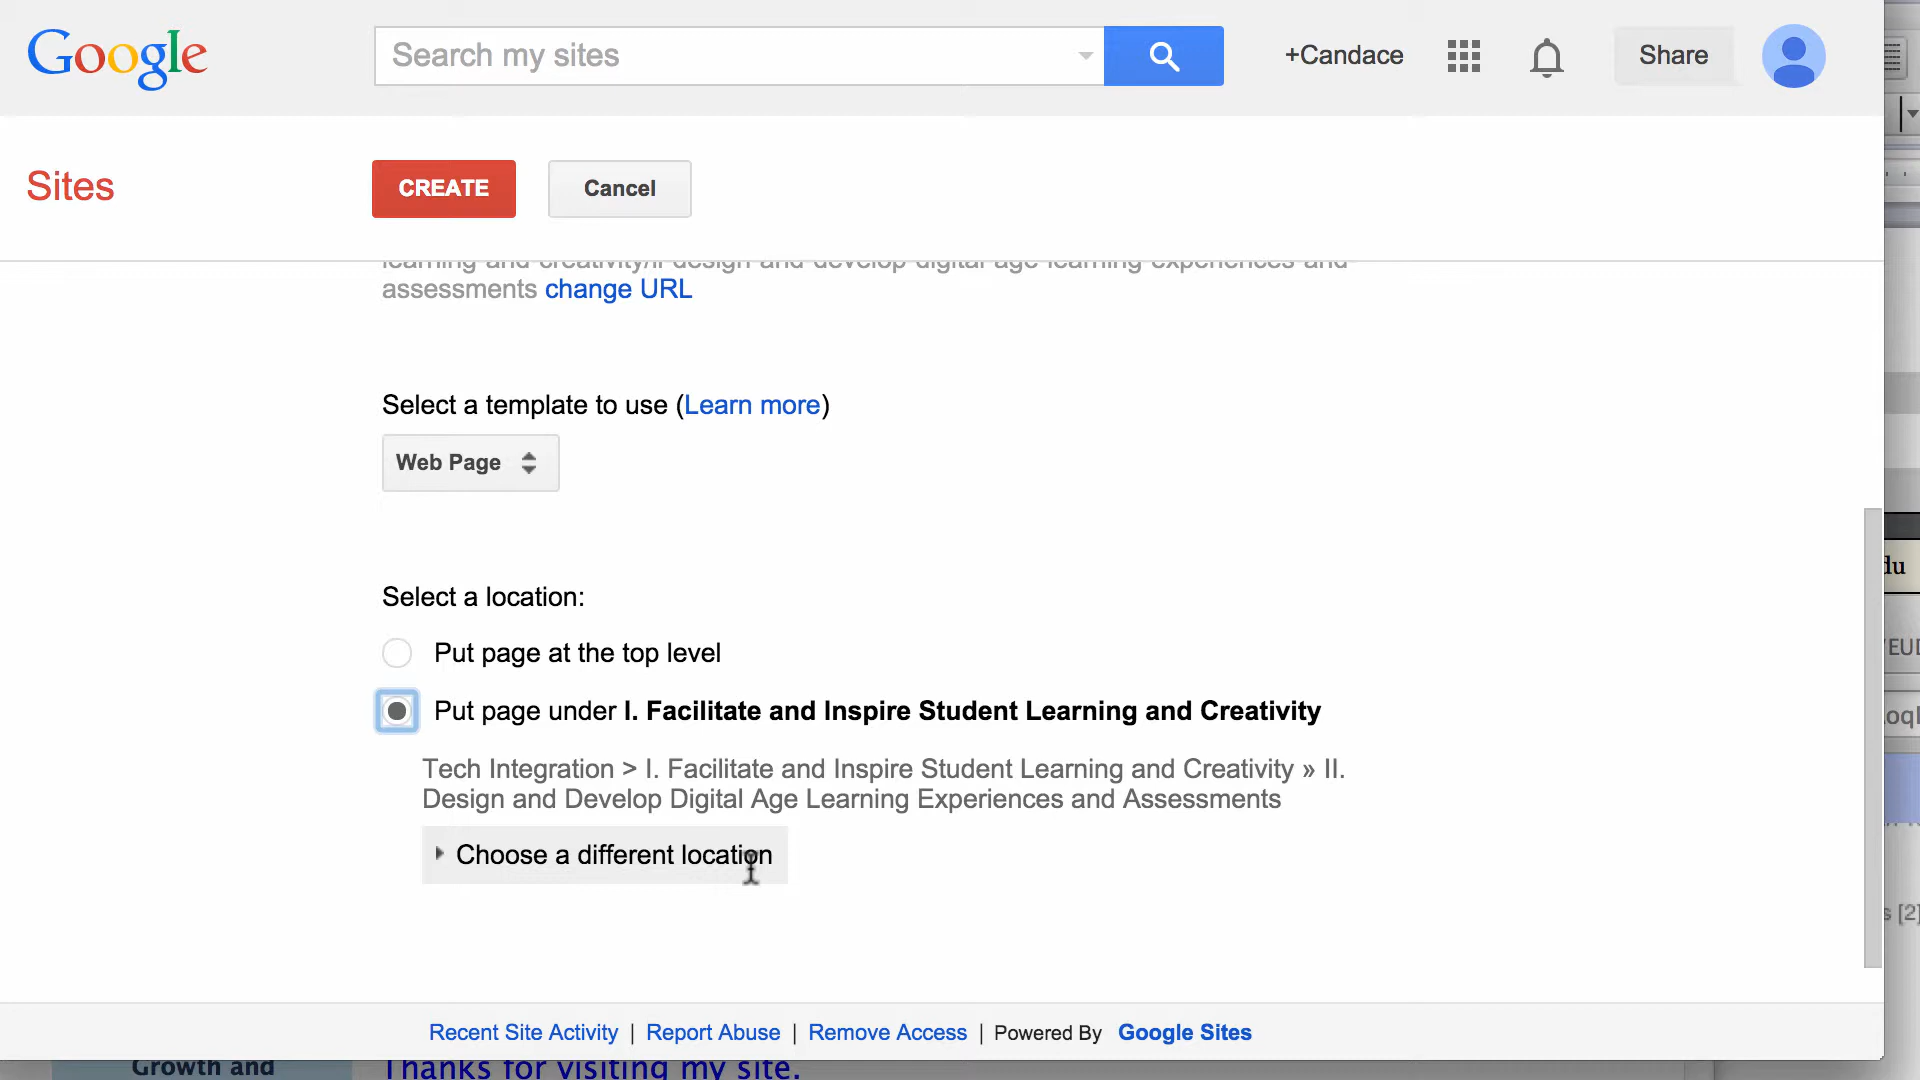 Google
Search my sites
+Candace
Share
Sites
CREATE
Cancel
learning-and-creativity/ii-design-and-develop-digital-age-learning-experiences-and-
assessments change URL
Select a template to use (Learn more)
Web Page
Select a location:
Put page at the top level
Put page under I. Facilitate and Inspire Student Learning and Creativity
Tech Integration > I. Facilitate and Inspire Student Learning and Creativity » II.
Design and Develop Digital Age Learning Experiences and Assessments
Choose a different location
Recent Site Activity | Report Abuse | Remove Access | Powered By Google Sites
Growth and
Thanks for visiting my site.
du
s [2]